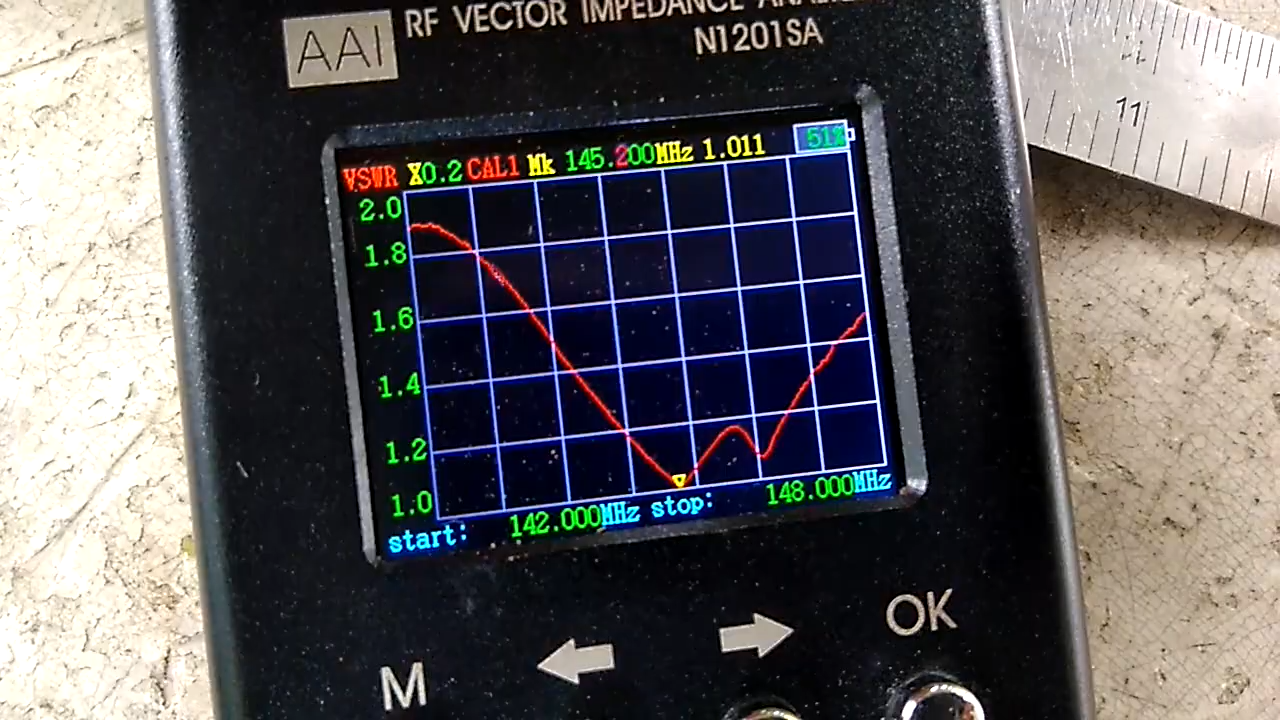 AAI RF VECTOR IMPEDANCE
N1201SA
11
VSWR X0.2 CAL1 Mk 145.200MHz 1.011 51%
2.0
1.8
1.6
1.4
1.2
1.0
start: 142.000MHz stop: 148.000MHz
M OK